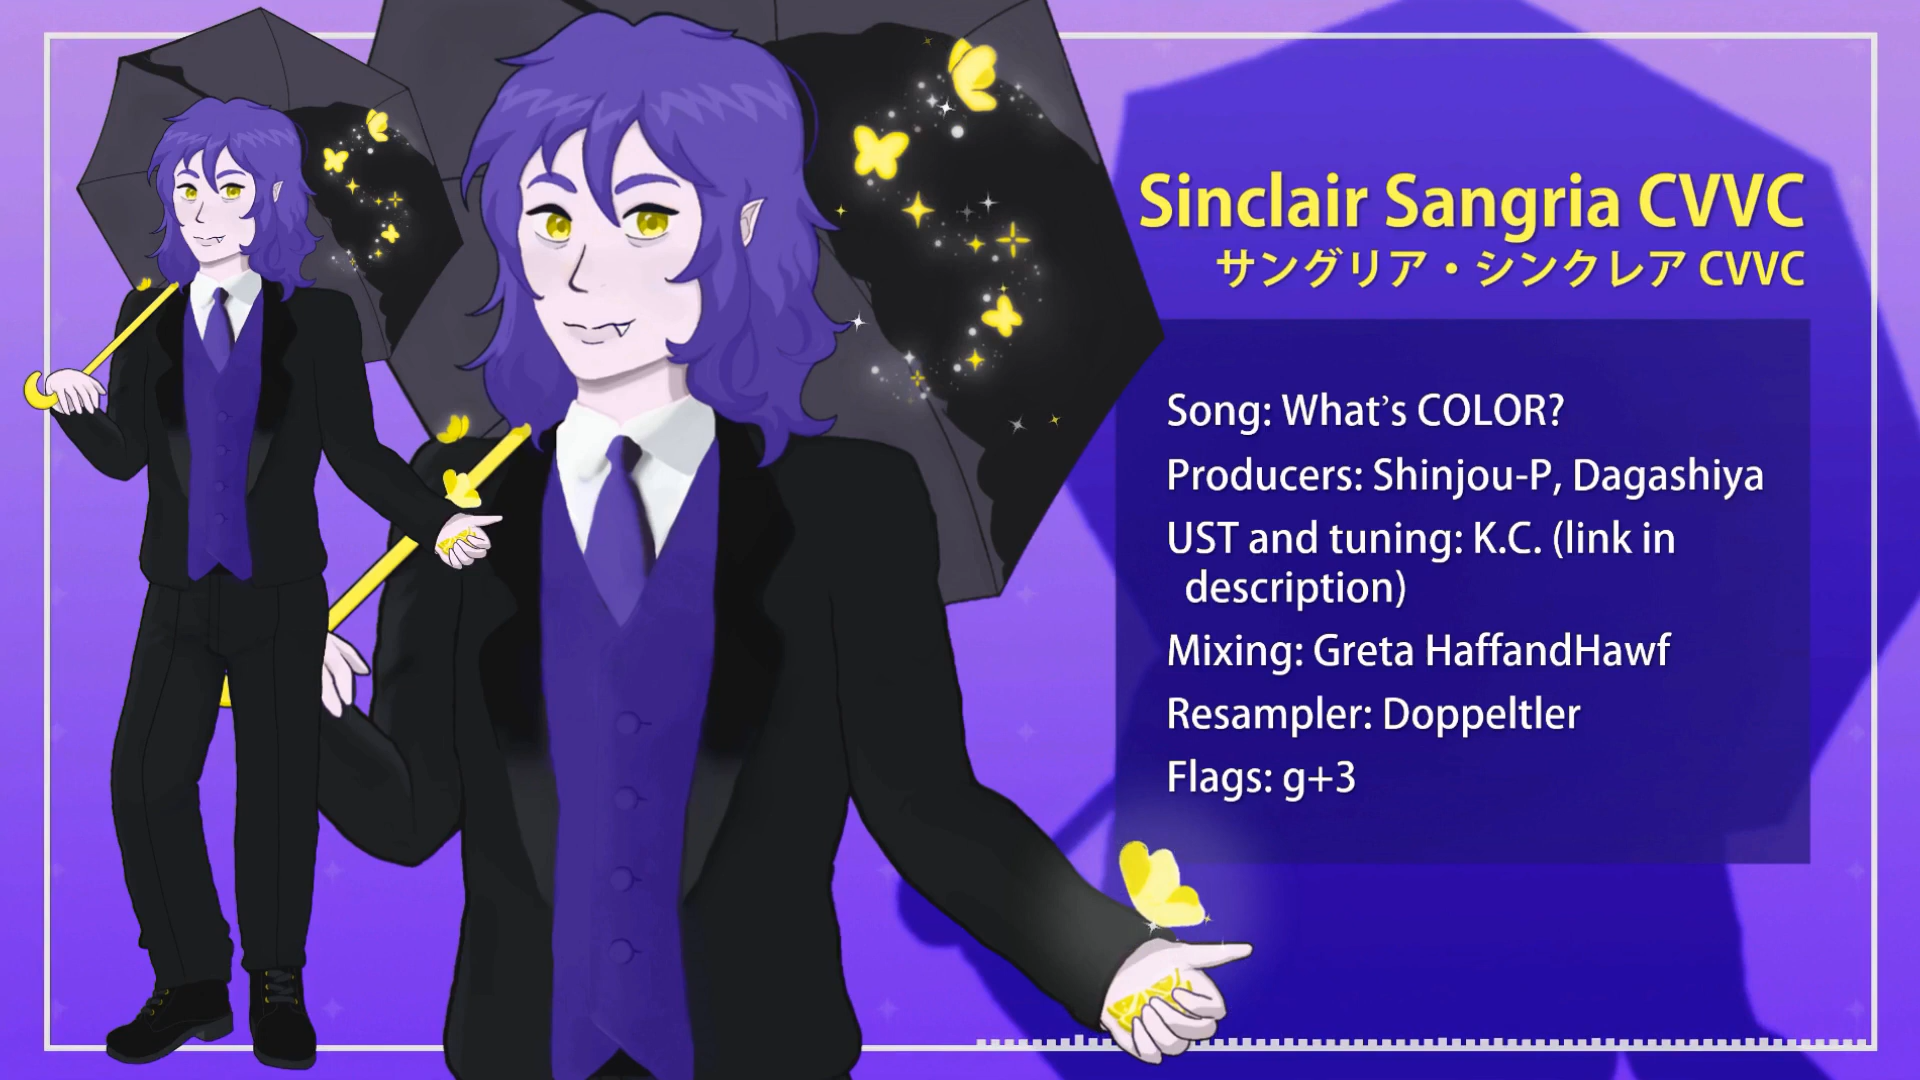 Sinclair Sangria CVVC
サングリア・シンクレア CVVC
Song: What's COLOR?
Producers: Shinjou-P, Dagashiya
UST and tuning: K.C. (link in
description)
Mixing: Greta HaffandHawf
Resampler: Doppeltler
Flags: g+3